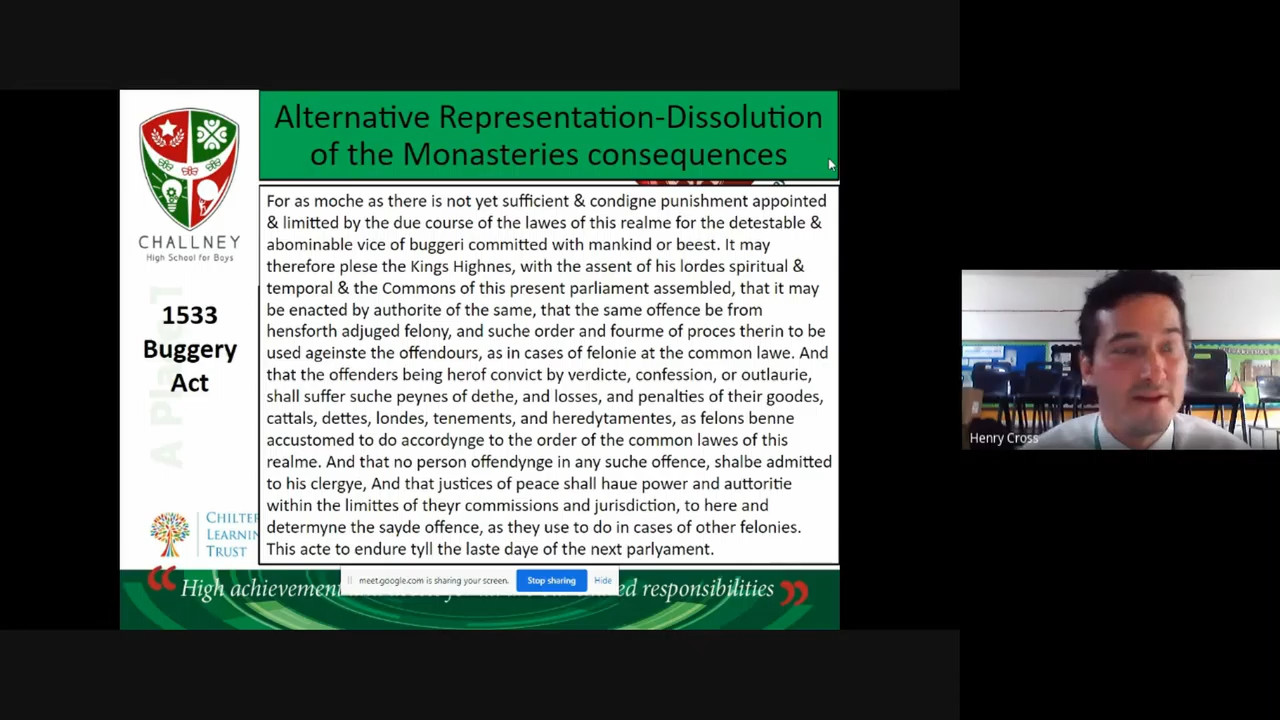 Alternative Representation-Dissolution
of the Monasteries consequences
CHALLNEY
High School for Boys
1533
Buggery
Act
For as moche as there is not yet sufficient & condigne punishment appointed
& limitted by the due course of the lawes of this realme for the detestable &
abominable vice of buggeri committed with mankind or beest. It may
therefore plese the Kings Highnes, with the assent of his lordes spiritual &
temporal & the Commons of this present parliament assembled, that it may
be enacted by authorite of the same, that the same offence be from
hensforth adjuged felony, and suche order and fourme of proces therin to be
used ageinste the offendours, as in cases of felonie at the common lawe. And
that the offenders being herof convict by verdicte, confession, or outlaurie,
shall suffer suche peynes of dethe, and losses, and penalties of their goodes,
cattals, dettes, londes, tenements, and heredytamentes, as felons benne
accustomed to do accordynge to the order of the common lawes of this
realme. And that no person offendynge in any suche offence, shalbe admitted
to his clergye, And that justices of peace shall haue power and auttoritie
within the limittes of theyr commissions and jurisdiction, to here and
determyne the sayde offence, as they use to do in cases of other felonies.
This acte to endure tyll the laste daye of the next parlyament.
CHILTE
LEARNIN
TRUST
meet.google.com is sharing your screen.
Stop sharing
Hide
High achievement
ed responsibilities
Henry Cross